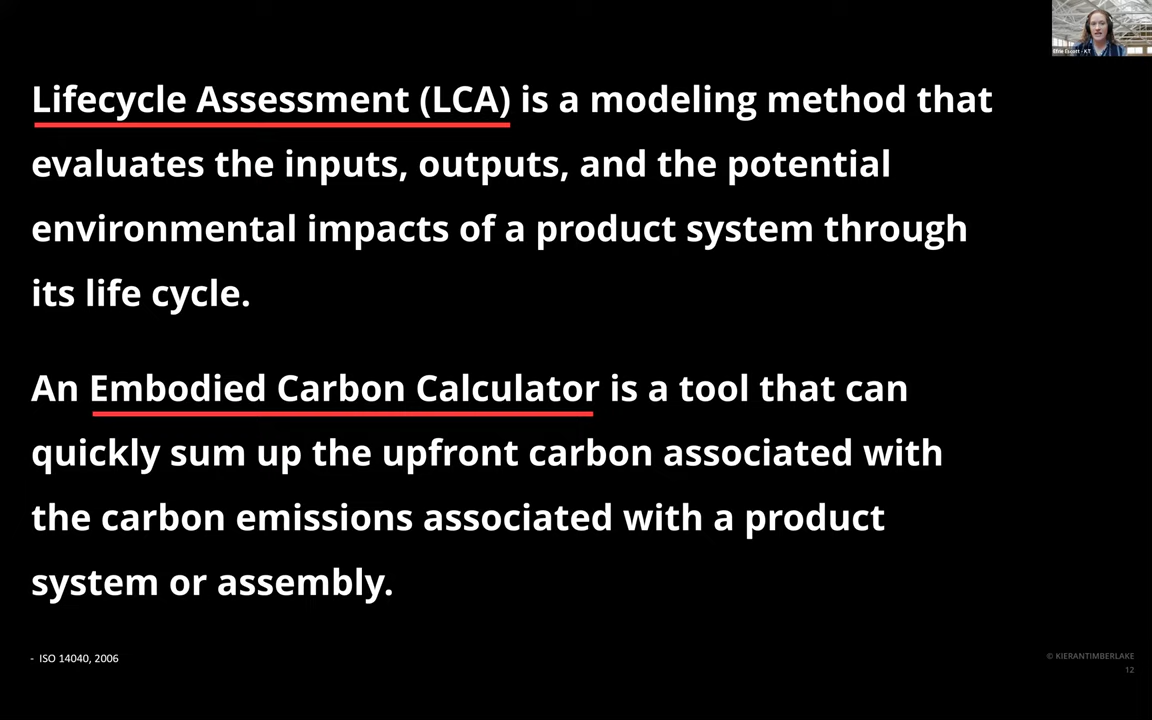 Lifecycle Assessment (LCA) is a modeling method that
evaluates the inputs, outputs, and the potential
environmental impacts of a product system through
its life cycle.
An Embodied Carbon Calculator is a tool that can
quickly sum up the upfront carbon associated with
the carbon emissions associated with a product
system or assembly.
- ISO 14040, 2006
© KIERANTIMBERLAKE
12